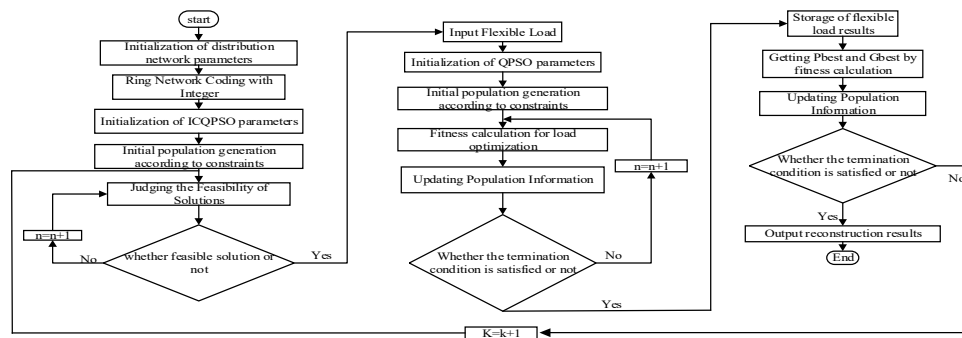 start
Initialization of distribution
network parameters
Ring Network Coding with
Integer
Initialization of ICQPSO parameters
Initial population generation
according to constraints
Judging the Feasibility of
Solutions
n=n+1
No
whether feasible solution or
not
Yes
Input Flexible Load
Initialization of QPSO parameters
Initial population generation
according to constraints
Fitness calculation for load
optimization
n=n+1
Updating Population Information
Whether the termination
condition is satisfied or not
No
Yes
Storage of flexible
load results
Getting Pbest and Gbest by
fitness calculation
Updating Population
Information
Whether the termination
condition is satisfied or not
No
Yes
Output reconstruction results
End
K=k+1